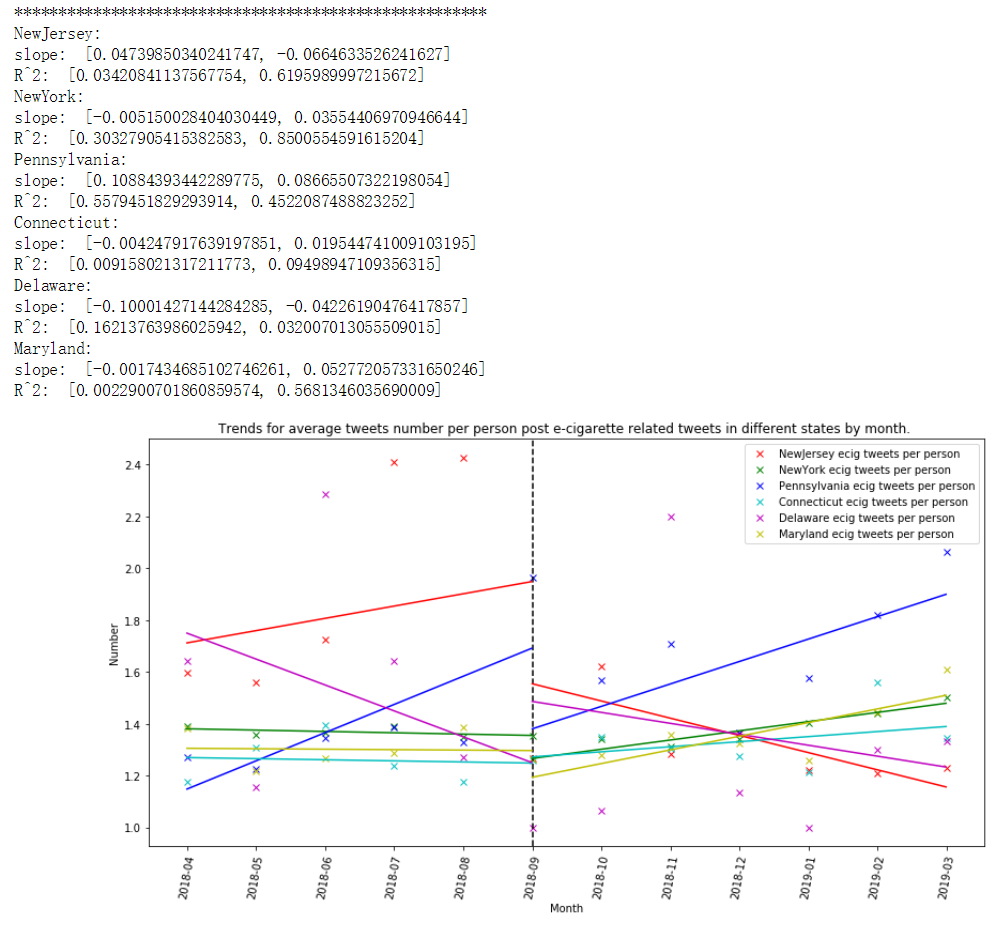 ******************************************************
NewJersey:
slope:  [0.04739850340241747, -0.0664633526241627]
R^2:  [0.03420841137567754, 0.6195989997215672]
NewYork:
slope:  [-0.005150028404030449, 0.03554406970946644]
R^2:  [0.30327905415382583, 0.8500554591615204]
Pennsylvania:
slope:  [0.10884393442289775, 0.08665507322198054]
R^2:  [0.5579451829293914, 0.4522087488823252]
Connecticut:
slope:  [-0.004247917639197851, 0.019544741009103195]
R^2:  [0.009158021317211773, 0.09498947109356315]
Delaware:
slope:  [-0.10001427144284285, -0.04226190476417857]
R^2:  [0.16213763986025942, 0.032007013055509015]
Maryland:
slope:  [-0.0017434685102746261, 0.052772057331650246]
R^2:  [0.0022900701860859574, 0.5681346035690009]
Trends for average tweets number per person post e-cigarette related tweets in different states by month.
NewJersey ecig tweets per person
NewYork ecig tweets per person
Pennsylvania ecig tweets per person
Connecticut ecig tweets per person
Delaware ecig tweets per person
Maryland ecig tweets per person
Number
2.4
2.2
2.0
1.8
1.6
1.4
1.2
1.0
2018-04
2018-05
2018-06
2018-07
2018-08
2018-09
2018-10
2018-11
2018-12
2019-01
2019-02
2019-03
Month